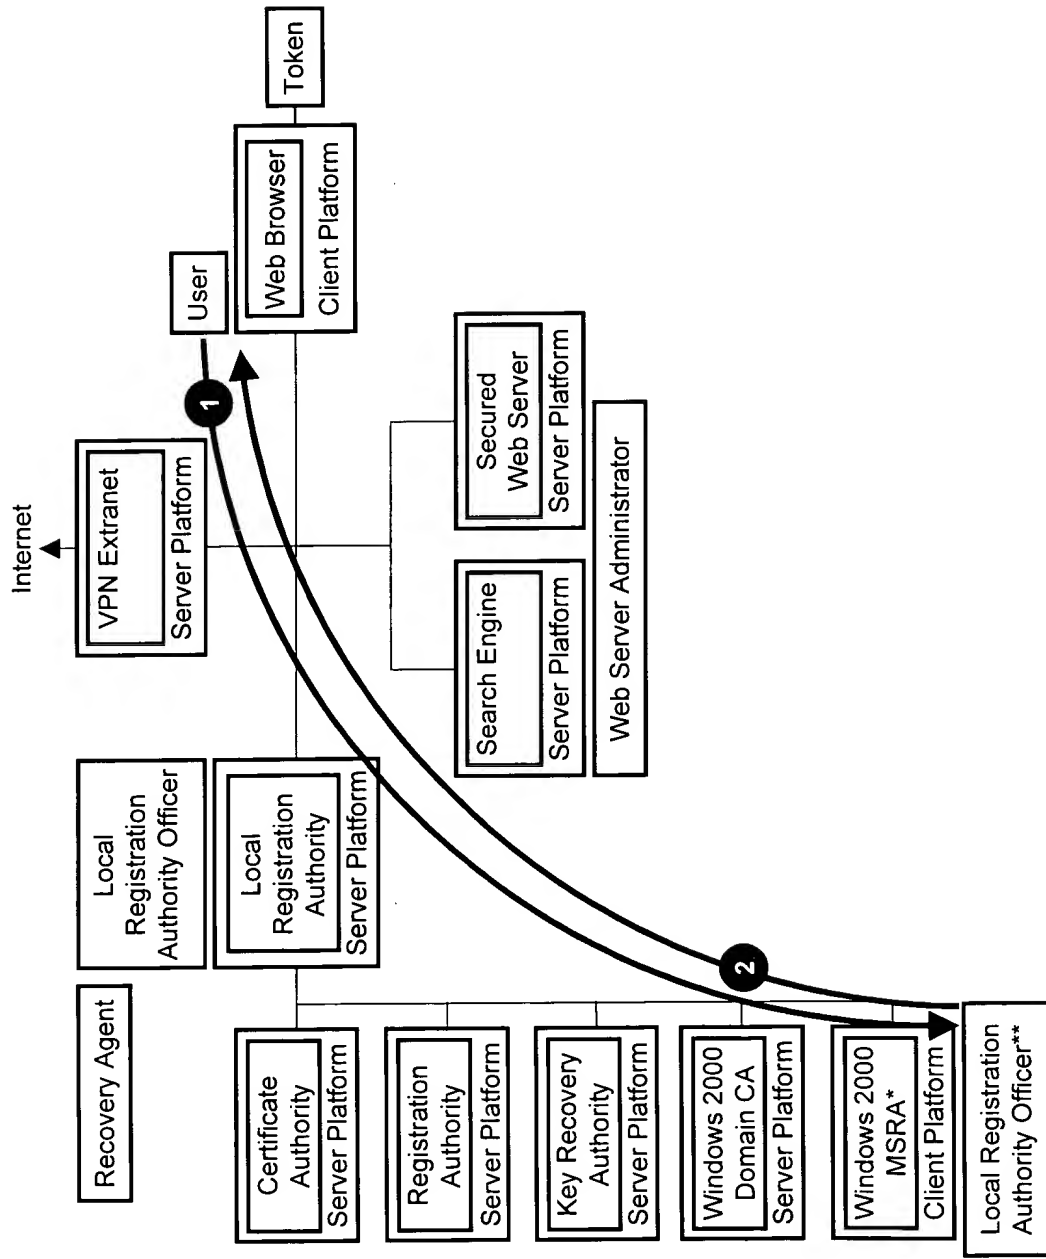 Internet
VPN Extranet
Server Platform
User
Token
Web Browser
Client Platform
1
Recovery Agent
Local
Registration
Authority Officer
Local
Registration
Authority
Server Platform
Certificate
Authority
Server Platform
Registration
Authority
Server Platform
Key Recovery
Authority
Server Platform
Windows 2000
Domain CA
Server Platform
Windows 2000
MSRA*
Client Platform
Local Registration
Authority Officer**
2
Search Engine
Server Platform
Secured
Web Server
Server Platform
Web Server Administrator